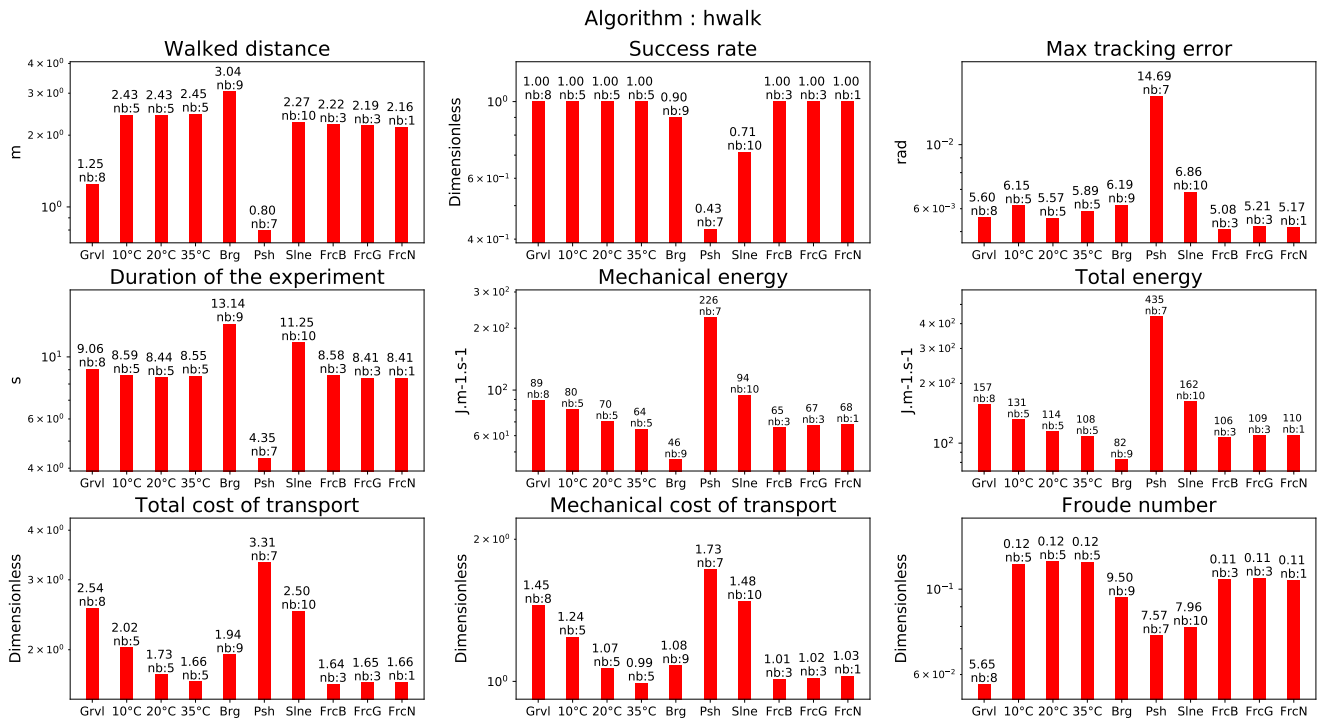 Algorithm : hwalk
Walked distance
m
4 × 10⁰
3 × 10⁰
2 × 10⁰
10⁰
1.25
nb:8
2.43
nb:5
2.43
nb:5
2.45
nb:5
3.04
nb:9
0.80
nb:7
2.27
nb:10
2.22
nb:3
2.19
nb:3
2.16
nb:1
Grvl 10°C 20°C 35°C Brg Psh Slne FrcB FrcG FrcN
Success rate
Dimensionless
10⁰
6 × 10⁻¹
4 × 10⁻¹
1.00
nb:8
1.00
nb:5
1.00
nb:5
1.00
nb:5
0.90
nb:9
0.43
nb:7
0.71
nb:10
1.00
nb:3
1.00
nb:3
1.00
nb:1
Grvl 10°C 20°C 35°C Brg Psh Slne FrcB FrcG FrcN
Max tracking error
rad
10⁻²
6 × 10⁻³
5.60
nb:8
6.15
nb:5
5.57
nb:5
5.89
nb:5
6.19
nb:9
14.69
nb:7
6.86
nb:10
5.08
nb:3
5.21
nb:3
5.17
nb:1
Grvl 10°C 20°C 35°C Brg Psh Slne FrcB FrcG FrcN
Duration of the experiment
s
10¹
6 × 10⁰
4 × 10⁰
9.06
nb:8
8.59
nb:5
8.44
nb:5
8.55
nb:5
13.14
nb:9
4.35
nb:7
11.25
nb:10
8.58
nb:3
8.41
nb:3
8.41
nb:1
Grvl 10°C 20°C 35°C Brg Psh Slne FrcB FrcG FrcN
Mechanical energy
J.m-1.s-1
3 × 10²
2 × 10²
10²
6 × 10¹
89
nb:8
80
nb:5
70
nb:5
64
nb:5
46
nb:9
226
nb:7
94
nb:10
65
nb:3
67
nb:3
68
nb:1
Grvl 10°C 20°C 35°C Brg Psh Slne FrcB FrcG FrcN
Total energy
J.m-1.s-1
4 × 10²
3 × 10²
2 × 10²
10²
157
nb:8
131
nb:5
114
nb:5
108
nb:5
82
nb:9
435
nb:7
162
nb:10
106
nb:3
109
nb:3
110
nb:1
Grvl 10°C 20°C 35°C Brg Psh Slne FrcB FrcG FrcN
Total cost of transport
Dimensionless
4 × 10⁰
3 × 10⁰
2 × 10⁰
2.54
nb:8
2.02
nb:5
1.73
nb:5
1.66
nb:5
1.94
nb:9
3.31
nb:7
2.50
nb:10
1.64
nb:3
1.65
nb:3
1.66
nb:1
Grvl 10°C 20°C 35°C Brg Psh Slne FrcB FrcG FrcN
Mechanical cost of transport
Dimensionless
2 × 10⁰
10⁰
1.45
nb:8
1.24
nb:5
1.07
nb:5
0.99
nb:5
1.08
nb:9
1.73
nb:7
1.48
nb:10
1.01
nb:3
1.02
nb:3
1.03
nb:1
Grvl 10°C 20°C 35°C Brg Psh Slne FrcB FrcG FrcN
Froude number
Dimensionless
10⁻¹
6 × 10⁻²
5.65
nb:8
0.12
nb:5
0.12
nb:5
0.12
nb:5
9.50
nb:9
7.57
nb:7
7.96
nb:10
0.11
nb:3
0.11
nb:3
0.11
nb:1
Grvl 10°C 20°C 35°C Brg Psh Slne FrcB FrcG FrcN